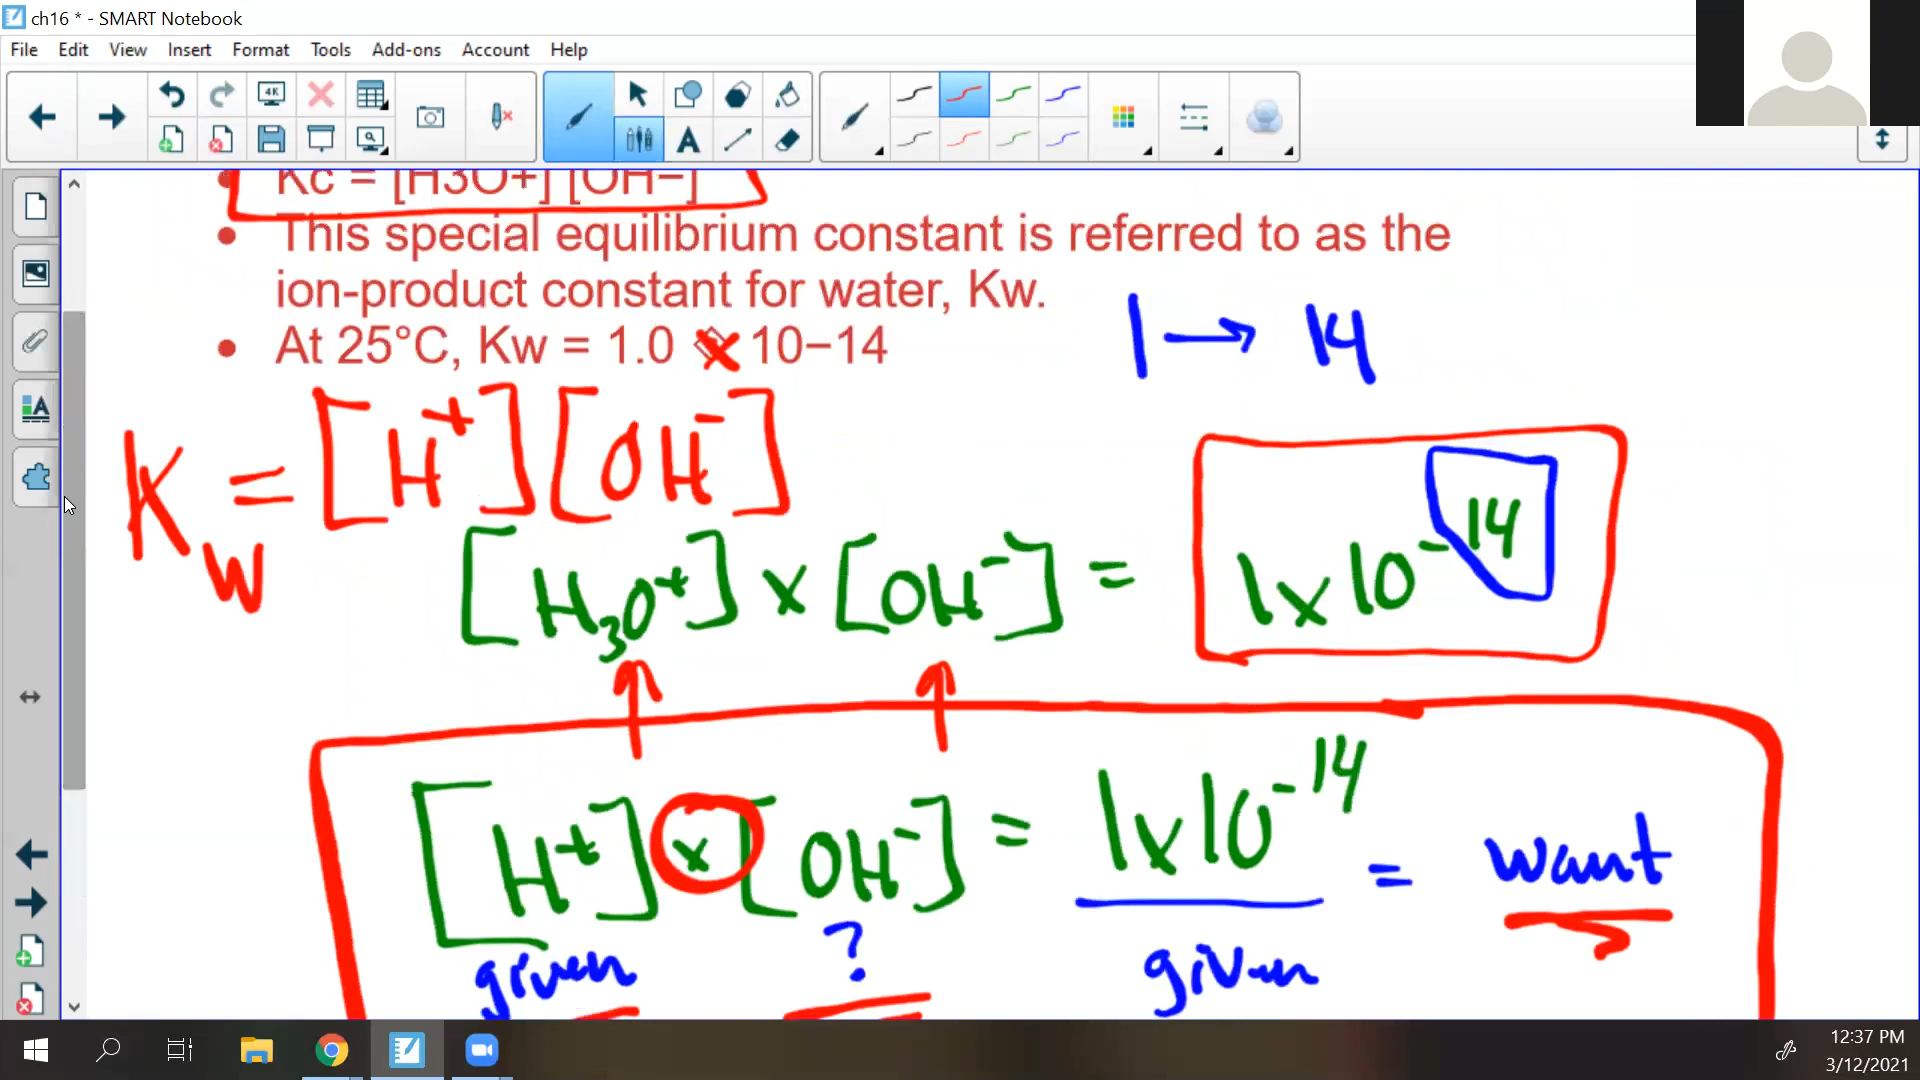 ch16 * - SMART Notebook
File Edit View Insert Format Tools Add-ons Account Help
4K
A
• Kc = [H3O+] [OH−]
• This special equilibrium constant is referred to as the
ion-product constant for water, Kw.
• At 25°C, Kw = 1.0 x 10−14
1 → 14
Kw = [H+][OH-]
[H3O+] x [OH-] = 1x10-14
[H+] x [OH-] = 1x10-14
= want
given ? given
12:37 PM
3/12/2021